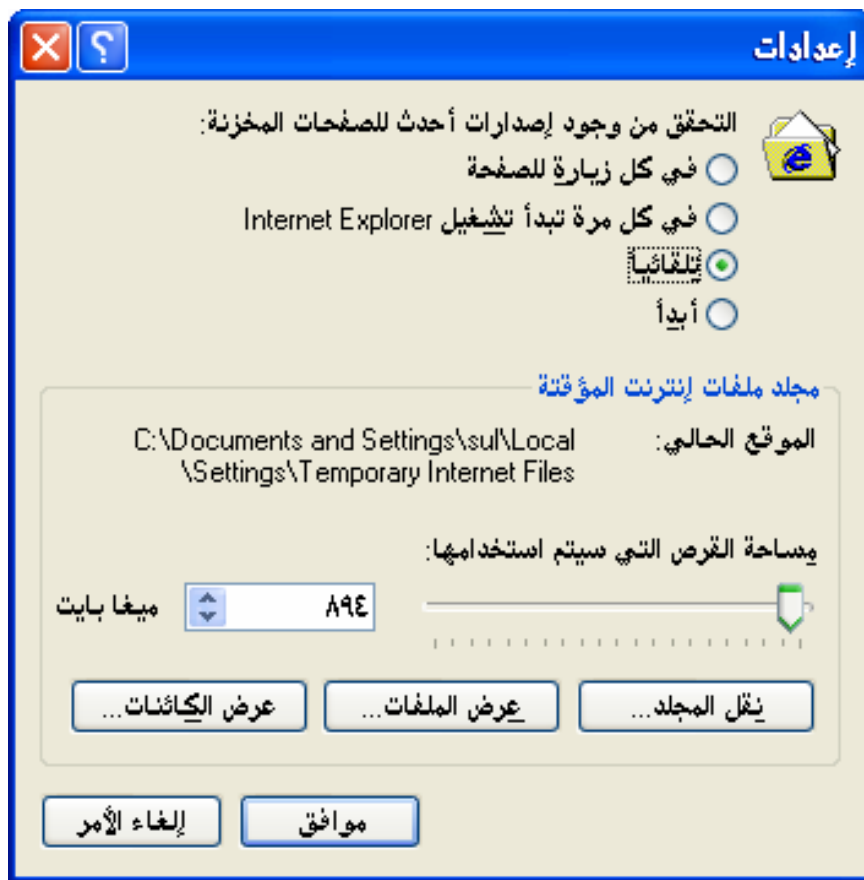 إعدادات
التحقق من وجود إصدارات أحدث للصفحات المخزنة:
في كل زيارة للصفحة
في كل مرة تبدأ تشغيل Internet Explorer
تلقائياً
أبدأ
مجلد ملفات إنترنت المؤقتة
الموقع الحالي: C:\Documents and Settings\sul\Local
\Settings\Temporary Internet Files
مساحة القرص التي سيتم استخدامها:
٨٩٤ ميغا بايت
نقل المجلد... عرض الملفات... عرض الكائنات...
موافق إلغاء الأمر